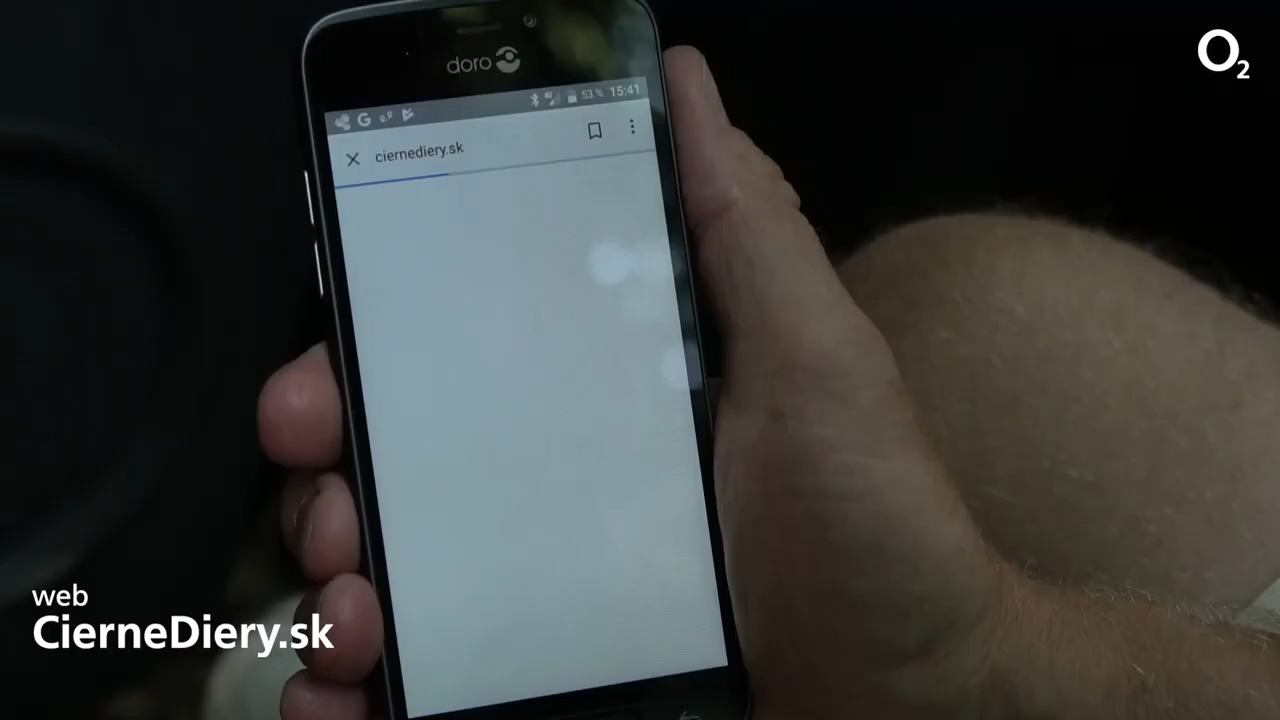 O2
doro
53 % 15:41
ciernediery.sk
web
CierneDiery.sk